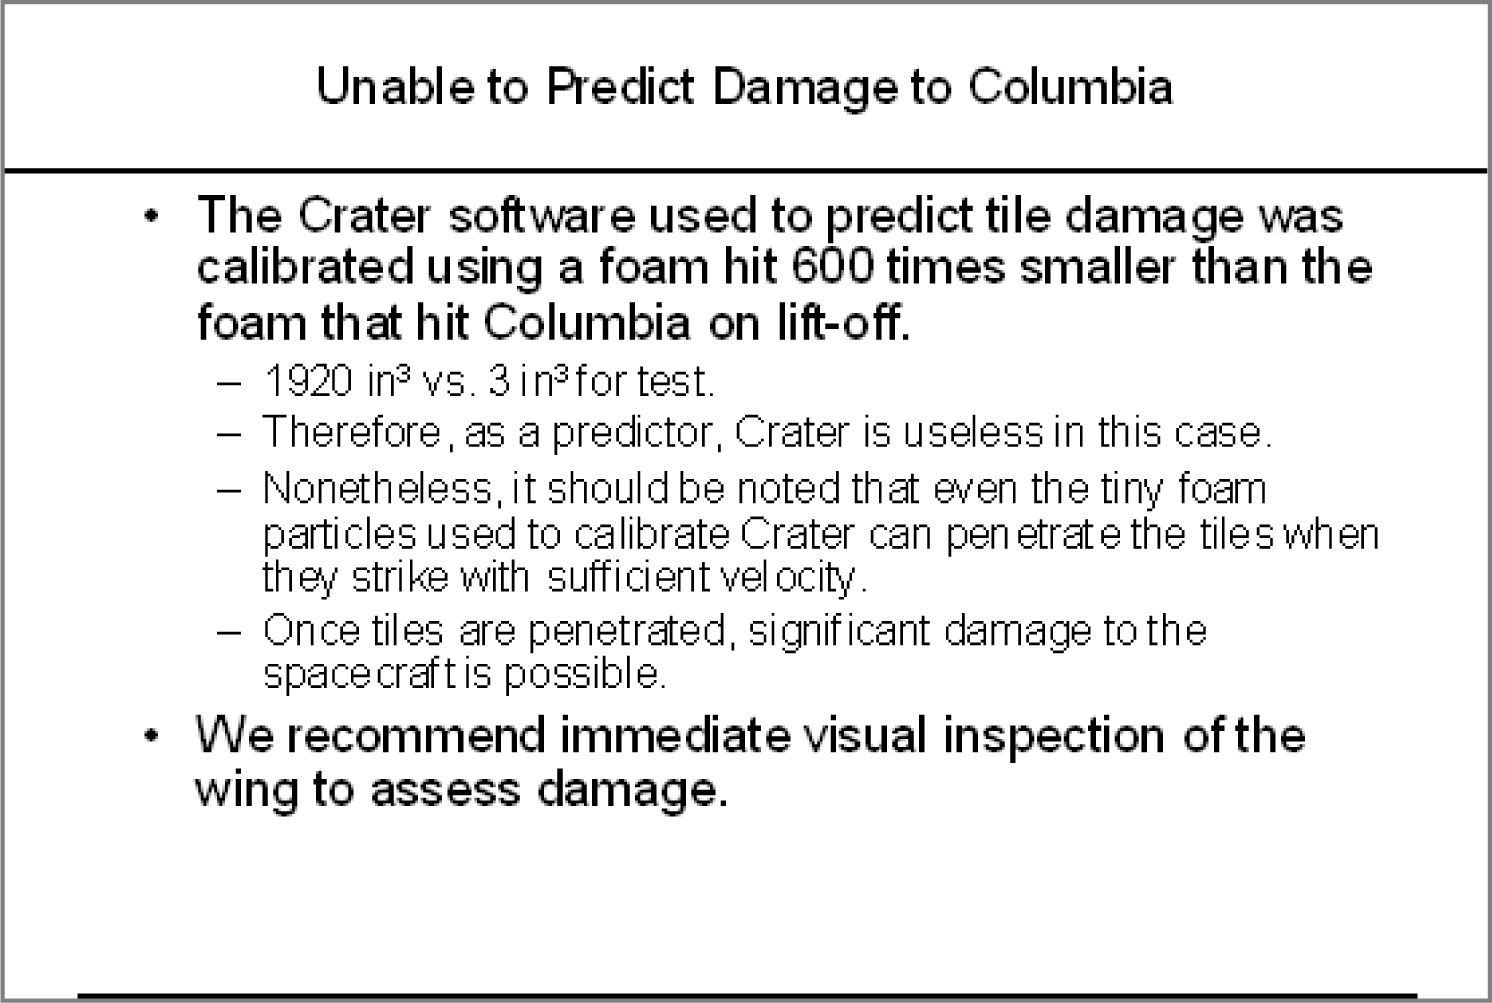 Unable to Predict Damage to Columbia
• The Crater software used to predict tile damage was
calibrated using a foam hit 600 times smaller than the
foam that hit Columbia on lift-off.
– 1920 in³ vs. 3 in³ for test.
– Therefore, as a predictor, Crater is useless in this case.
– Nonetheless, it should be noted that even the tiny foam
particles used to calibrate Crater can penetrate the tiles when
they strike with sufficient velocity.
– Once tiles are penetrated, significant damage to the
spacecraft is possible.
• We recommend immediate visual inspection of the
wing to assess damage.